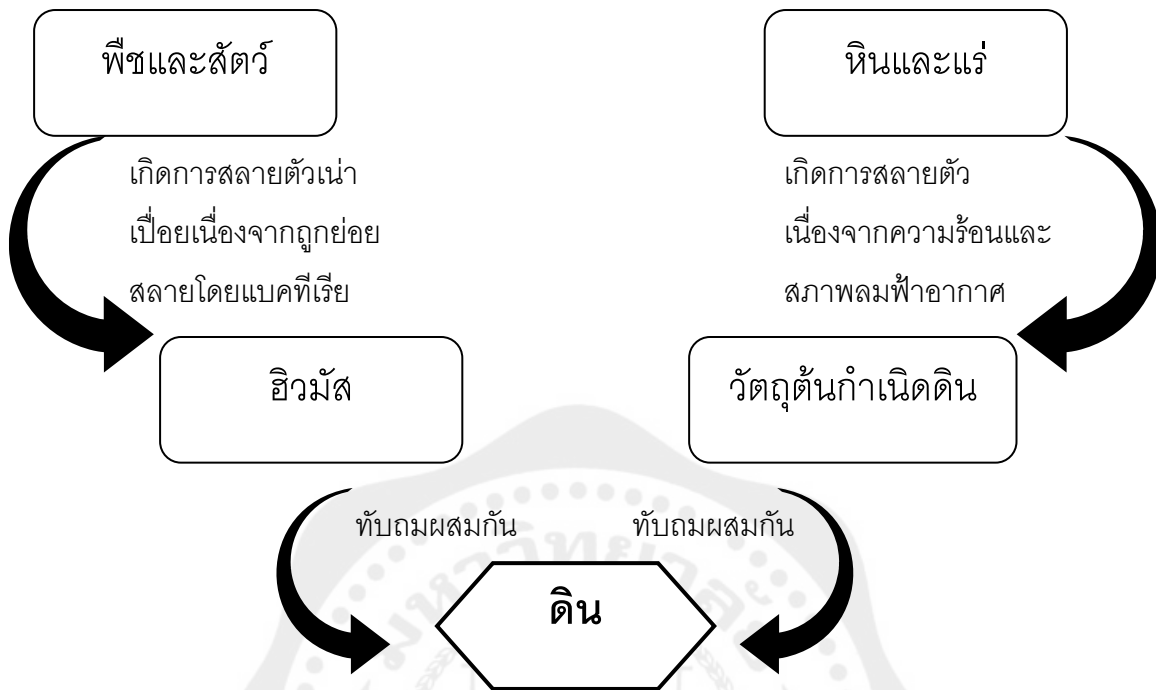 พืชและสัตว์
หินและแร่
เกิดการสลายตัวเน่า
เปื่อยเนื่องจากถูกย่อย
สลายโดยแบคทีเรีย
เกิดการสลายตัว
เนื่องจากความร้อนและ
สภาพลมฟ้าอากาศ
ฮิวมัส
วัตถุต้นกำเนิดดิน
ทับถมผสมกัน
ทับถมผสมกัน
ดิน